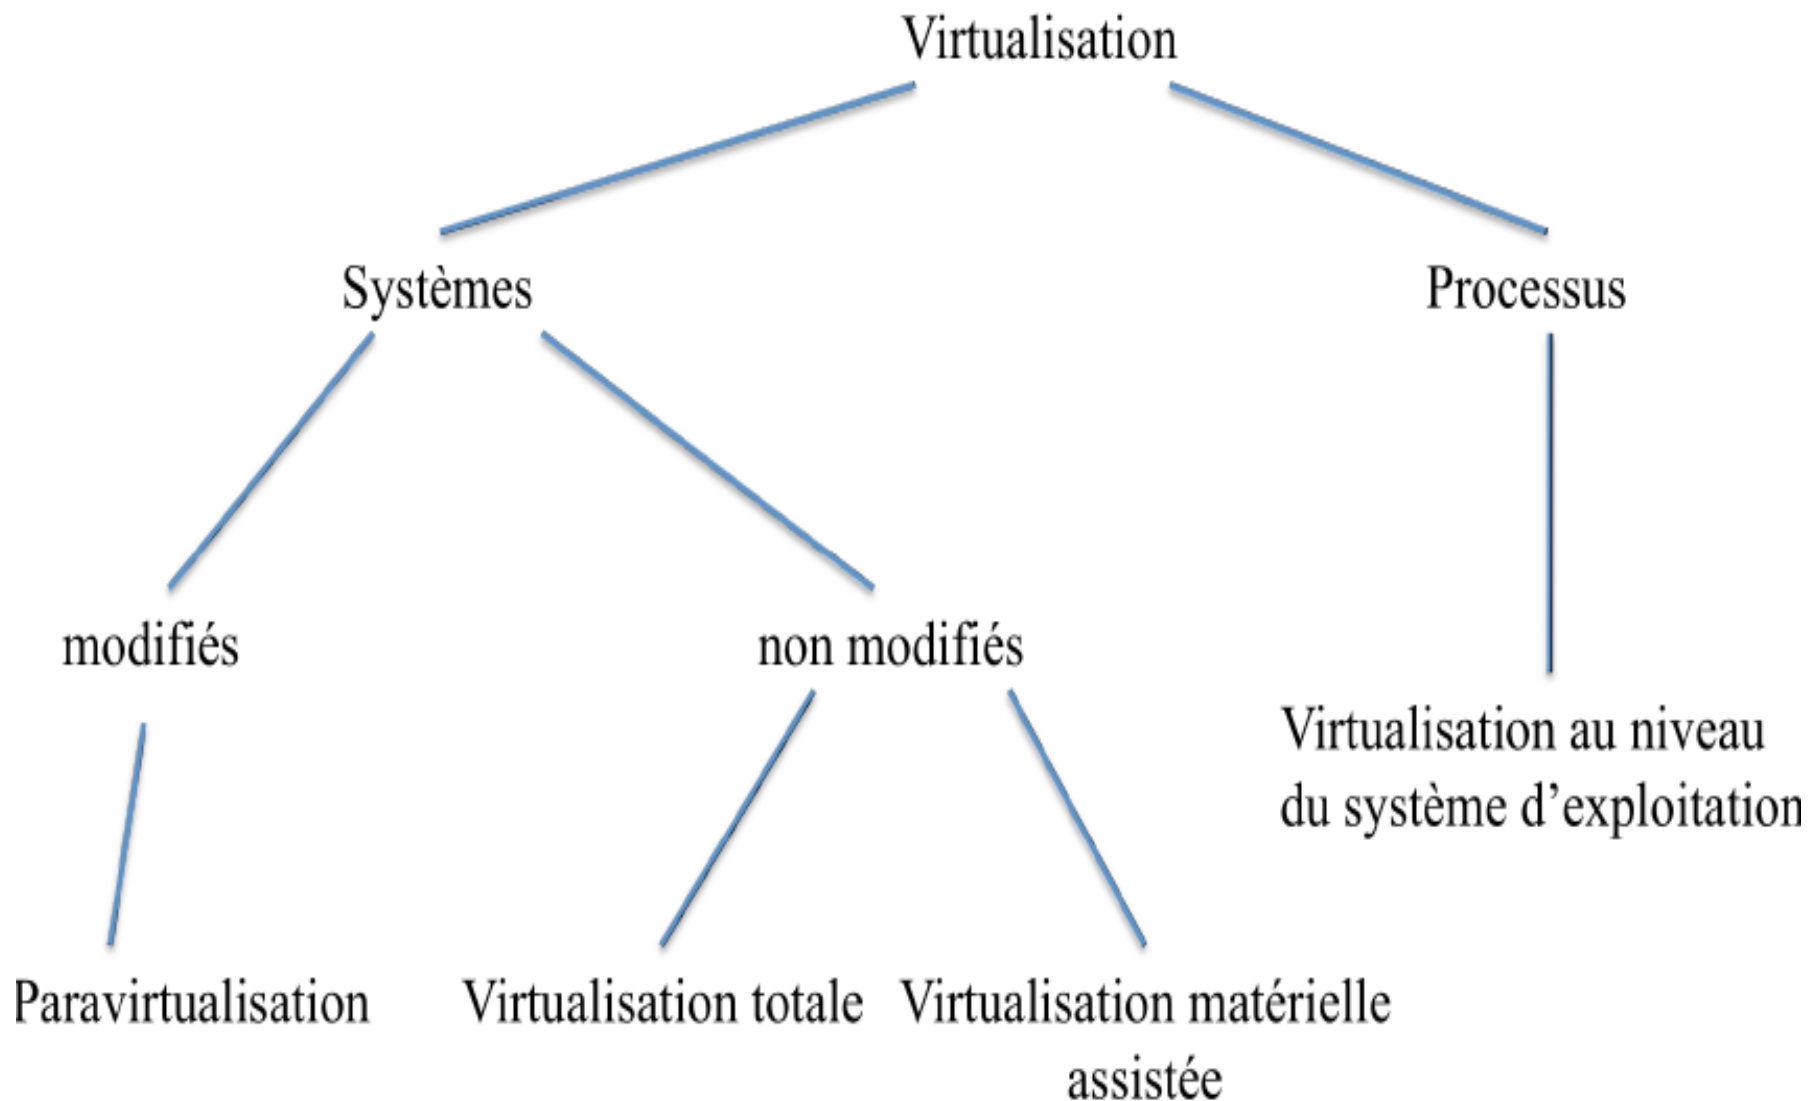 Virtualisation
Systèmes
Processus
modifiés
non modifiés
Virtualisation au niveau
du système d’exploitation
Paravirtualisation
Virtualisation totale
Virtualisation matérielle
assistée